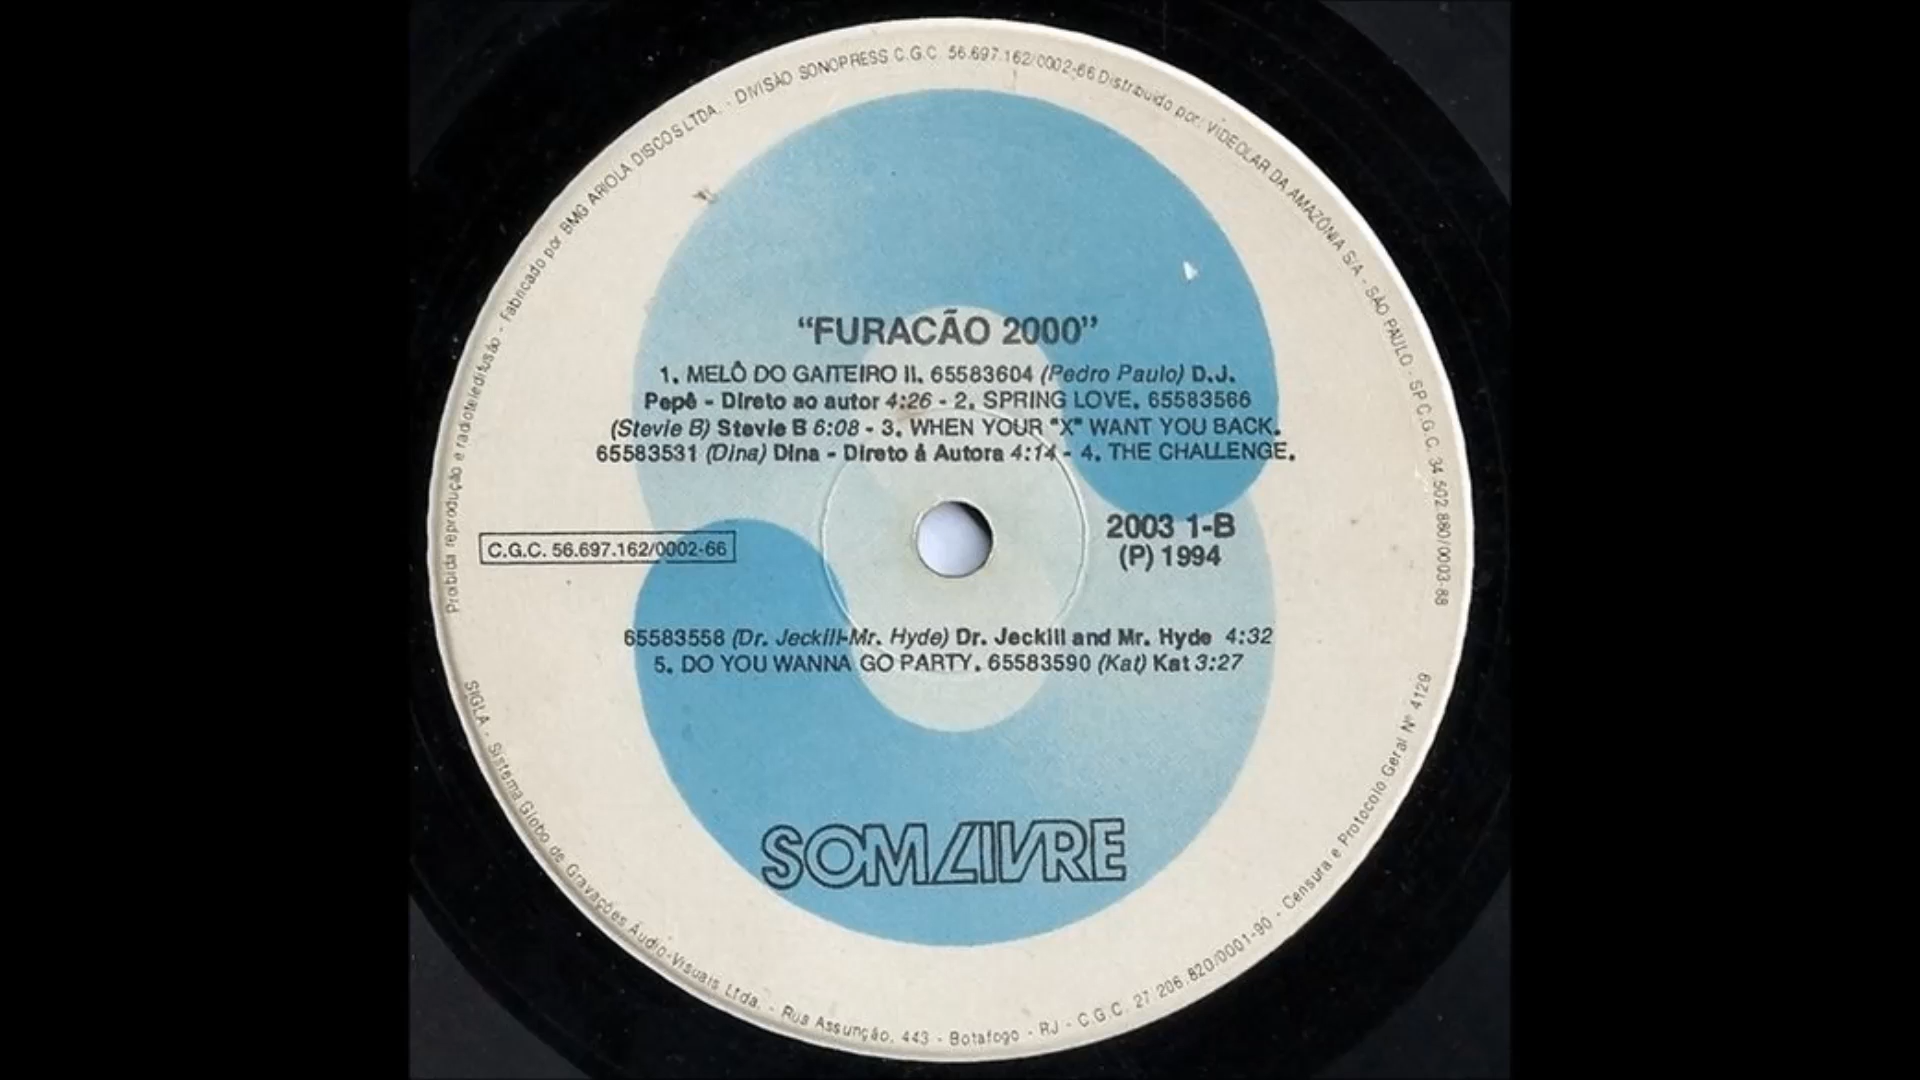 Proibida reprodução e radioteledifusão - Fabricado por BMG ARIOLA DISCOS LTDA. - DIVISÃO SONOPRESS C.G.C. 56.697.162/0002-66 Distribuído por: VIDEOLAR DA AMAZÔNIA S/A - SÃO PAULO - SP C.G.C. 34.502.880/0003-88
"FURACÃO 2000"
1. MELÔ DO GAITEIRO II. 65583604 (Pedro Paulo) D.J.
Pepê - Direto ao autor 4:26 - 2. SPRING LOVE. 65583566
(Stevie B) Stevie B 6:08 - 3. WHEN YOUR "X" WANT YOU BACK.
65583531 (Dina) Dina - Direto à Autora 4:14 - 4. THE CHALLENGE.
C.G.C. 56.697.162/0002-66
2003 1-B
(P) 1994
65583558 (Dr. Jeckill-Mr. Hyde) Dr. Jeckill and Mr. Hyde 4:32
5. DO YOU WANNA GO PARTY. 65583590 (Kat) Kat 3:27
SOM LIVRE
SIGLA - Sistema Globo de Gravações Áudio-Visuais Ltda. - Rua Assunção, 443 - Botafogo - RJ - C.G.C. 27.206.820/0001-90 - Censura e Protocolo Geral Nº 4129